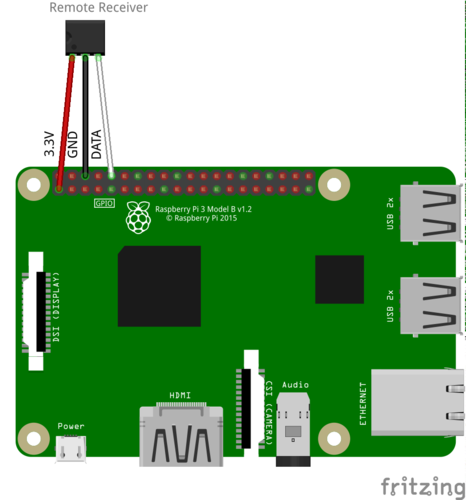 Remote Receiver
3.3V
GND
DATA
GPIO
Raspberry Pi 3 Model B v1.2
© Raspberry Pi 2015
USB 2x
DSI (DISPLAY)
USB 2x
HDMI
CSI (CAMERA)
Audio
ETHERNET
Power
fritzing